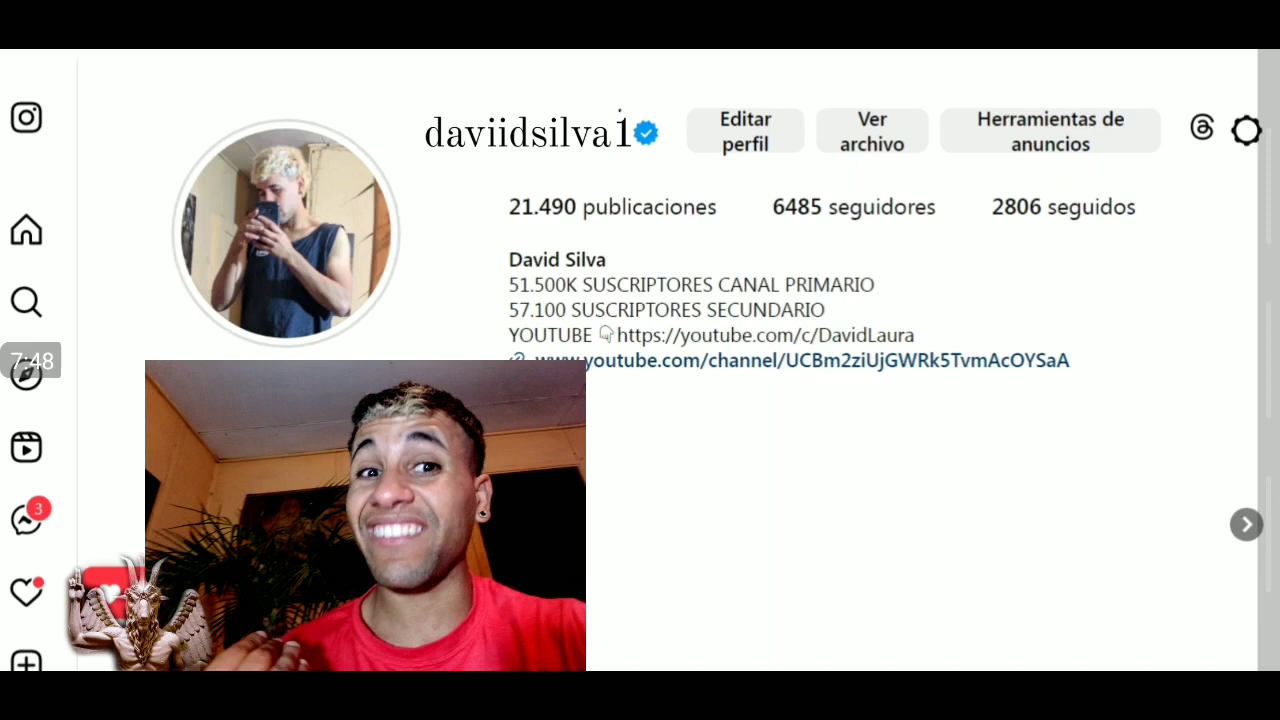 daviidsilva1
Editar perfil
Ver archivo
Herramientas de anuncios
21.490 publicaciones
6485 seguidores
2806 seguidos
David Silva
51.500K SUSCRIPTORES CANAL PRIMARIO
57.100 SUSCRIPTORES SECUNDARIO
YOUTUBE 👇https://youtube.com/c/DavidLaura
www.youtube.com/channel/UCBm2ziUjGWRk5TvmAcOYSaA
7:48
3